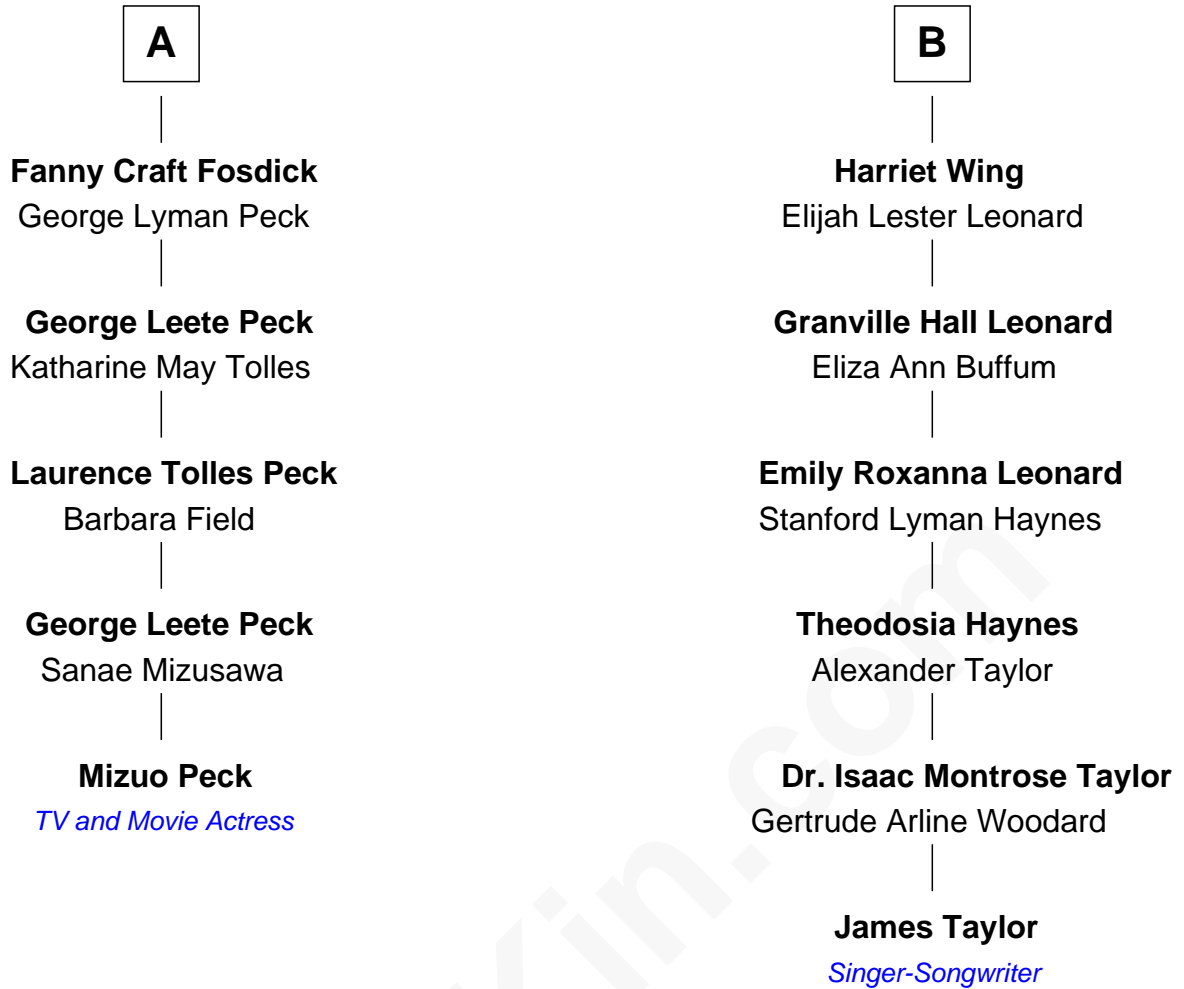 A
Fanny Craft Fosdick
George Lyman Peck
George Leete Peck
Katharine May Tolles
Laurence Tolles Peck
Barbara Field
George Leete Peck
Sanae Mizusawa
Mizuo Peck
TV and Movie Actress
B
Harriet Wing
Elijah Lester Leonard
Granville Hall Leonard
Eliza Ann Buffum
Emily Roxanna Leonard
Stanford Lyman Haynes
Theodosia Haynes
Alexander Taylor
Dr. Isaac Montrose Taylor
Gertrude Arline Woodard
James Taylor
Singer-Songwriter
Kin.com